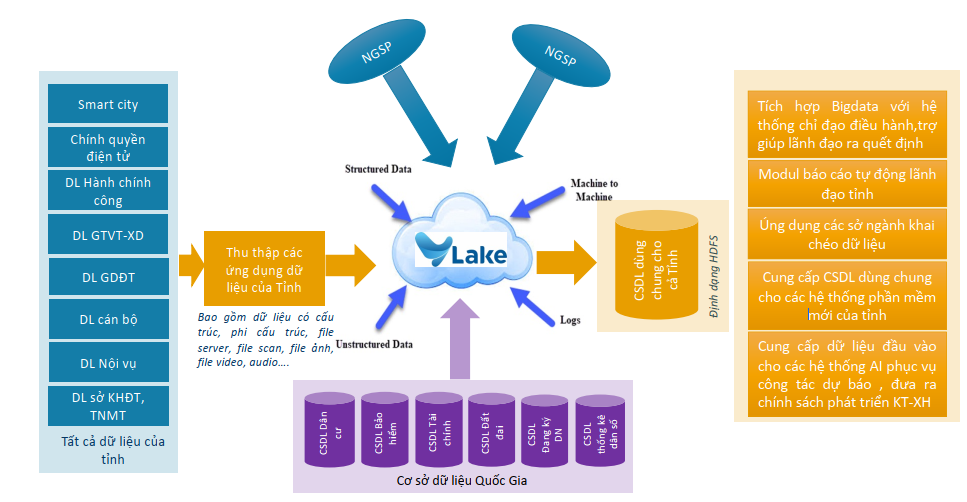 NGSP
NGSP
Smart city
Chính quyền
điện tử
DL Hành chính
công
DL GTVT-XD
DL GDĐT
DL cán bộ
DL Nội vụ
DL sở KHĐT,
TNMT
Tất cả dữ liệu của
tỉnh
Thu thập các
ứng dụng dữ
liệu của Tỉnh
Bao gồm dữ liệu có cấu
trúc, phi cấu trúc, file
server, file scan, file ảnh,
file video, audio....
Structured Data
Machine to
Machine
Lake
Unstructured Data
Logs
CSDL dùng
chung cho
cả Tỉnh
Định dạng HDFS
CSDL Dân
cư
CSDL Bảo
hiểm
CSDL Tài
chính
CSDL Đất
đai
CSDL
Đang ký
DN
CSDL
thống kê
dân số
Cơ sở dữ liệu Quốc Gia
Tích hợp Bigdata với hệ
thống chỉ đạo điều hành,trợ
giúp lãnh đạo ra quết định
Modul báo cáo tự động lãnh
đạo tỉnh
Ứng dụng các sở ngành khai
chéo dữ liệu
Cung cấp CSDL dùng chung
cho các hệ thống phần mềm
mới của tỉnh
Cung cấp dữ liệu đầu vào
cho các hệ thống AI phục vụ
công tác dự báo , đưa ra
chính sách phát triển KT-XH